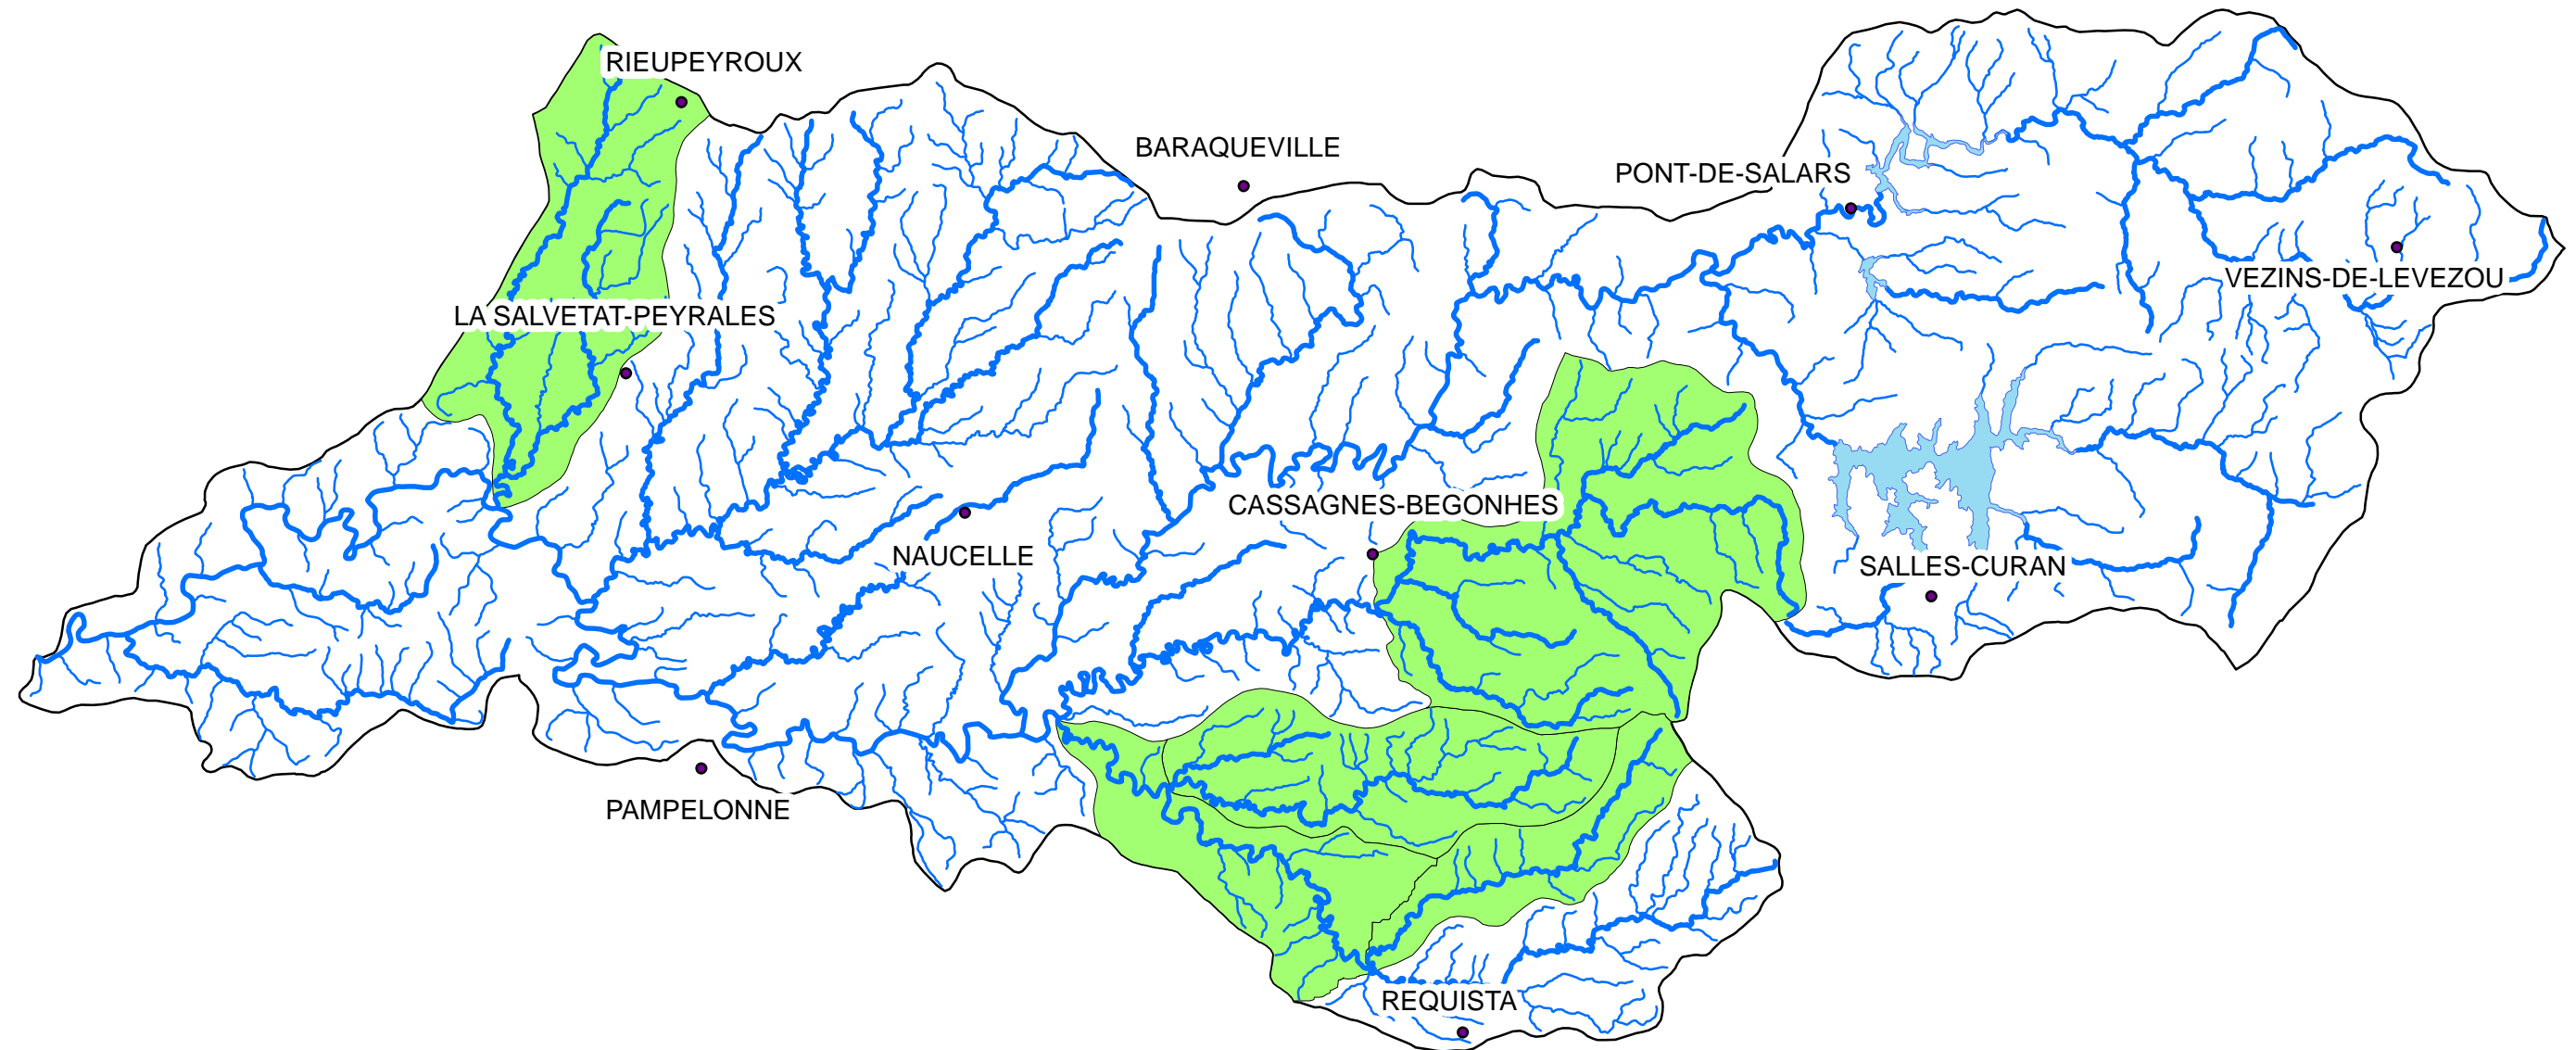 RIEUPEYROUX
BARAQUEVILLE
PONT-DE-SALARS
VEZINS-DE-LEVEZOU
LA SALVETAT-PEYRALES
CASSAGNES-BEGONHES
NAUCELLE
SALLES-CURAN
PAMPELONNE
REQUISTA